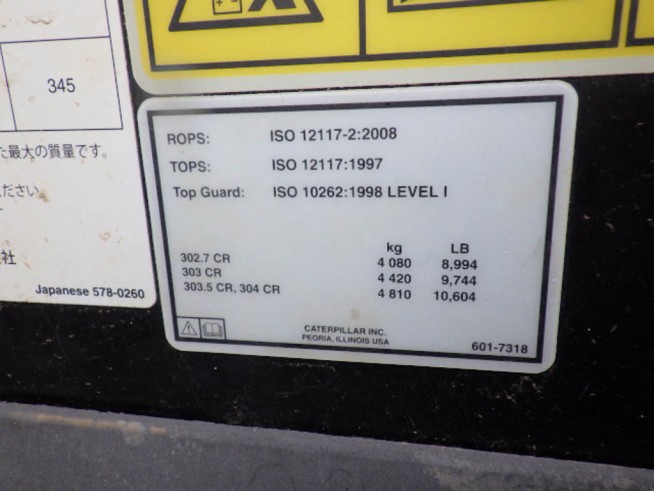 345
た最大の質量です。
ださい。
社
Japanese 578-0260
ROPS: ISO 12117-2:2008
TOPS: ISO 12117:1997
Top Guard: ISO 10262:1998 LEVEL I
kg LB
302.7 CR 4 080 8,994
303 CR 4 420 9,744
303.5 CR, 304 CR 4 810 10,604
CATERPILLAR INC.
PEORIA, ILLINOIS USA
601-7318